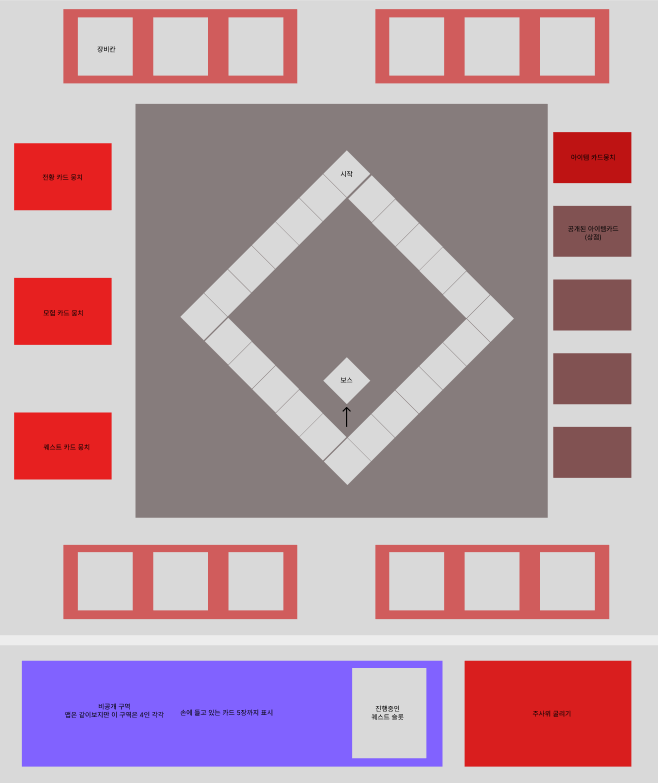 장비칸
시작
전황 카드 뭉치
아이템 카드뭉치
공개된 아이템카드
(상점)
모험 카드 뭉치
보스
퀘스트 카드 뭉치
비공개 구역
맵은 같이보지만 이 구역은 4인 각각
손에 들고 있는 카드 5장까지 표시
진행중인
퀘스트 슬롯
주사위 굴리기